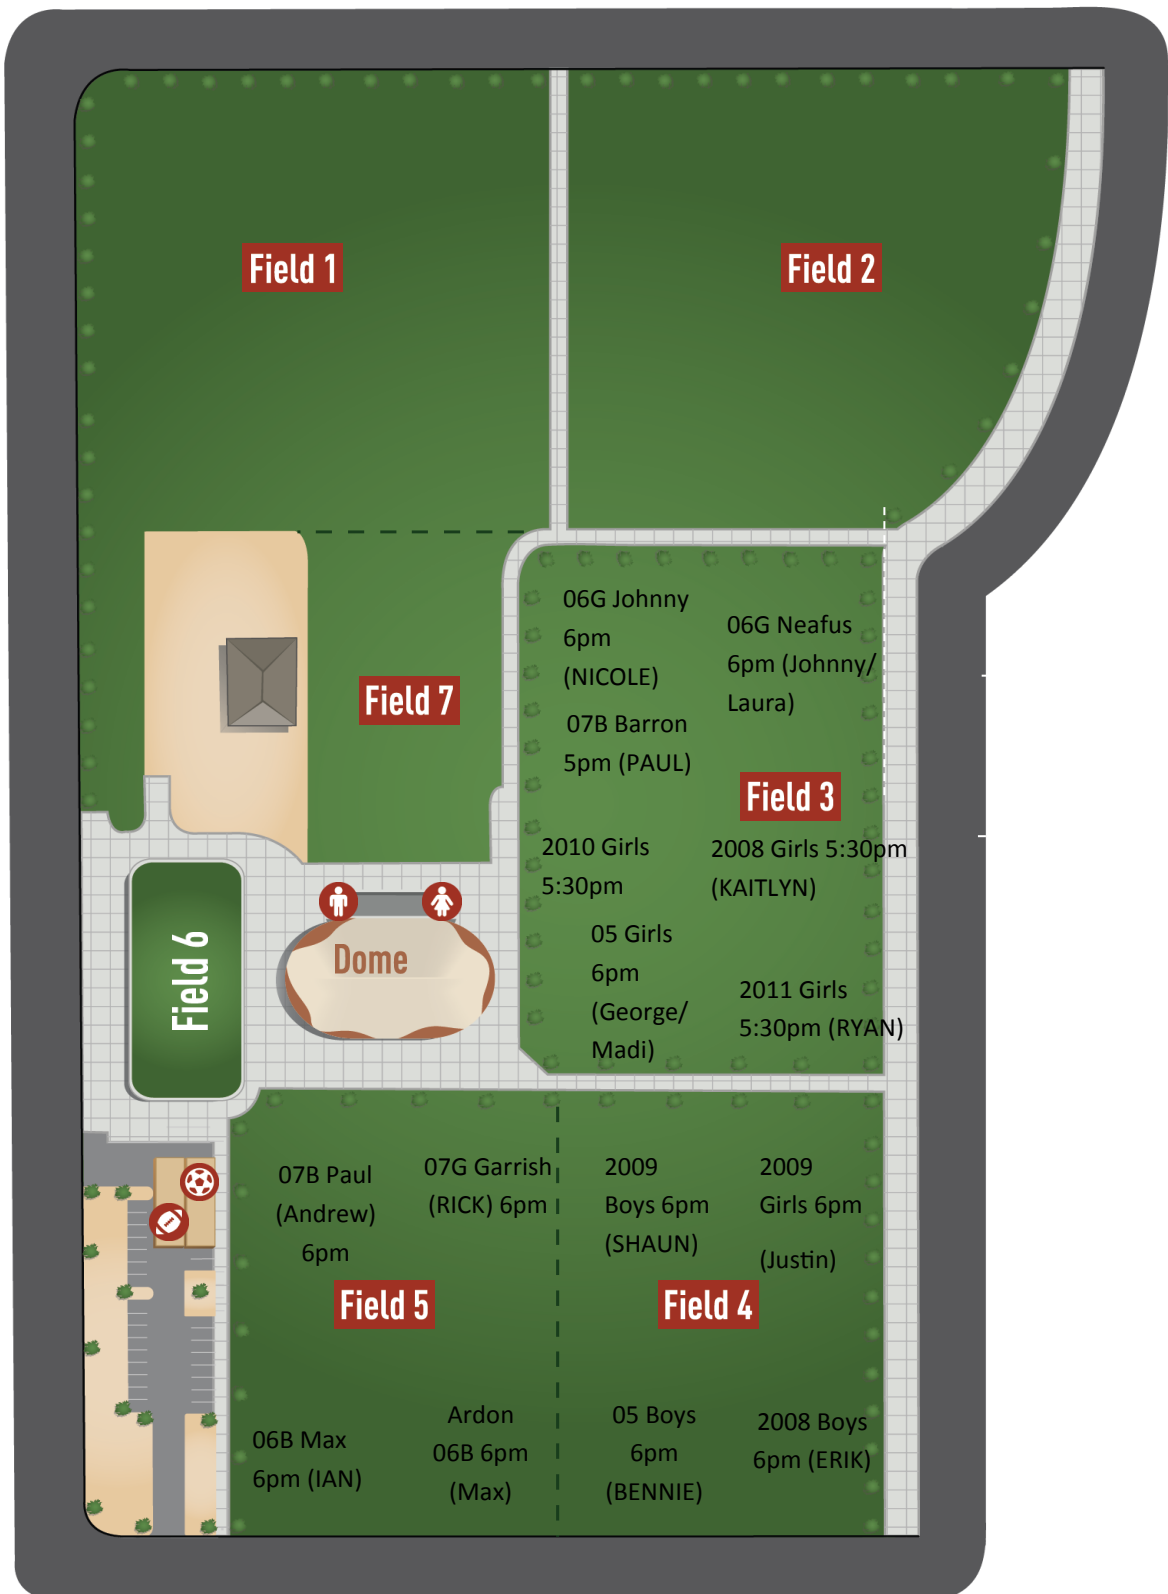 Field 1
Field 2
06G Johnny
6pm
(NICOLE)
06G Neafus
6pm (Johnny/
Laura)
Field 7
07B Barron
5pm (PAUL)
Field 3
2010 Girls
5:30pm
2008 Girls 5:30pm
(KAITLYN)
Field 6
Dome
05 Girls
6pm
(George/
Madi)
2011 Girls
5:30pm (RYAN)
07B Paul
(Andrew)
6pm
07G Garrish
(RICK) 6pm
2009
Boys 6pm
(SHAUN)
2009
Girls 6pm
(Justin)
Field 5
Field 4
06B Max
6pm (IAN)
Ardon
06B 6pm
(Max)
05 Boys
6pm
(BENNIE)
2008 Boys
6pm (ERIK)